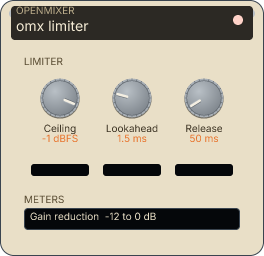 OPENMIXER
omx limiter
LIMITER
Ceiling Lookahead Release
-1 dBFS 1.5 ms 50 ms
METERS
Gain reduction -12 to 0 dB